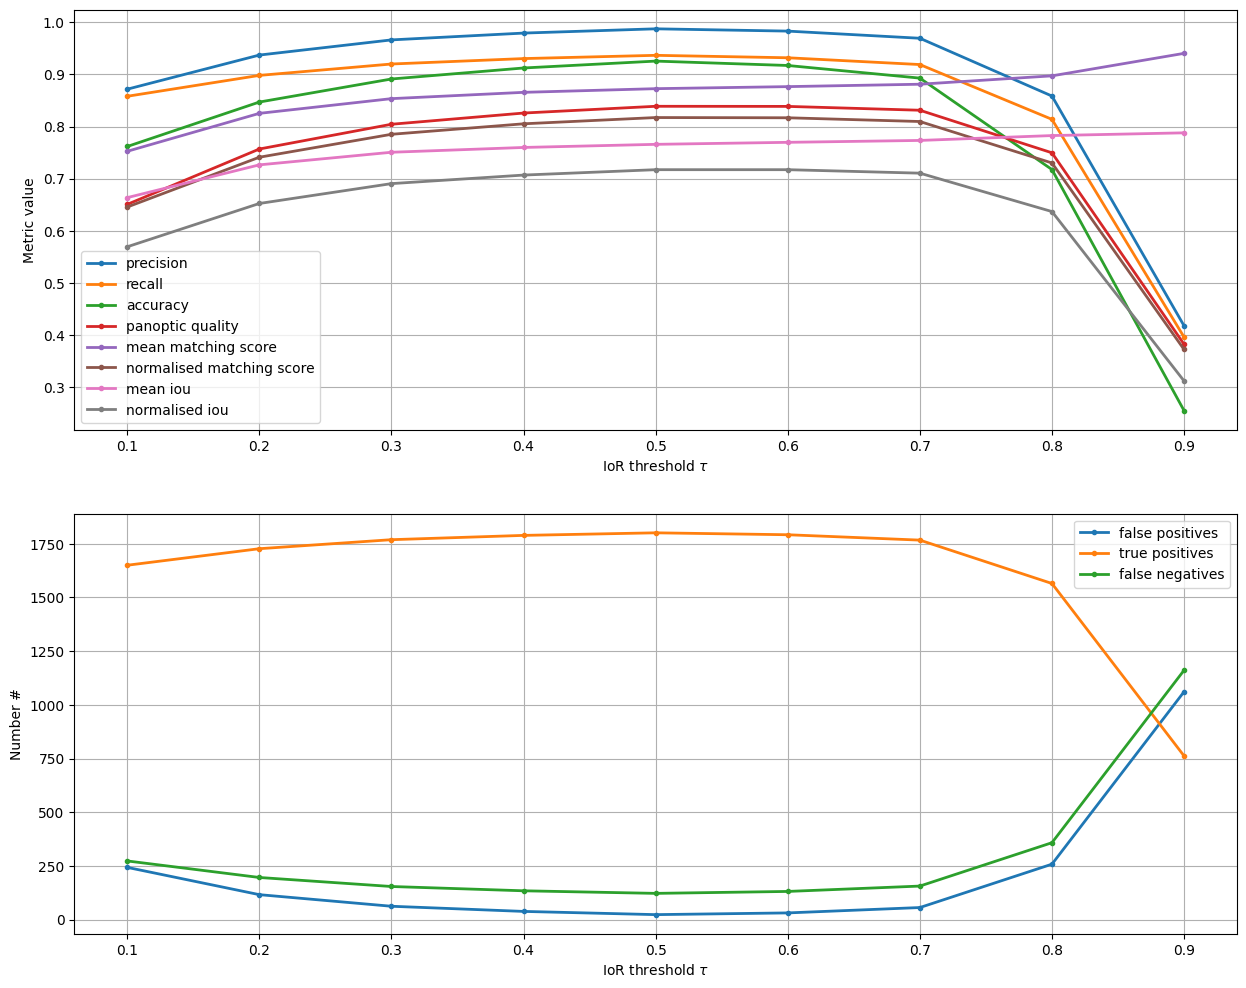 1.0
0.9
0.8
0.7
0.6
0.5
0.4
0.3
Metric value
precision
recall
accuracy
panoptic quality
mean matching score
normalised matching score
mean iou
normalised iou
0.1 0.2 0.3 0.4 0.5 0.6 0.7 0.8 0.9
IoR threshold τ
1750
1500
1250
1000
750
500
250
0
Number #
false positives
true positives
false negatives
0.1 0.2 0.3 0.4 0.5 0.6 0.7 0.8 0.9
IoR threshold τ